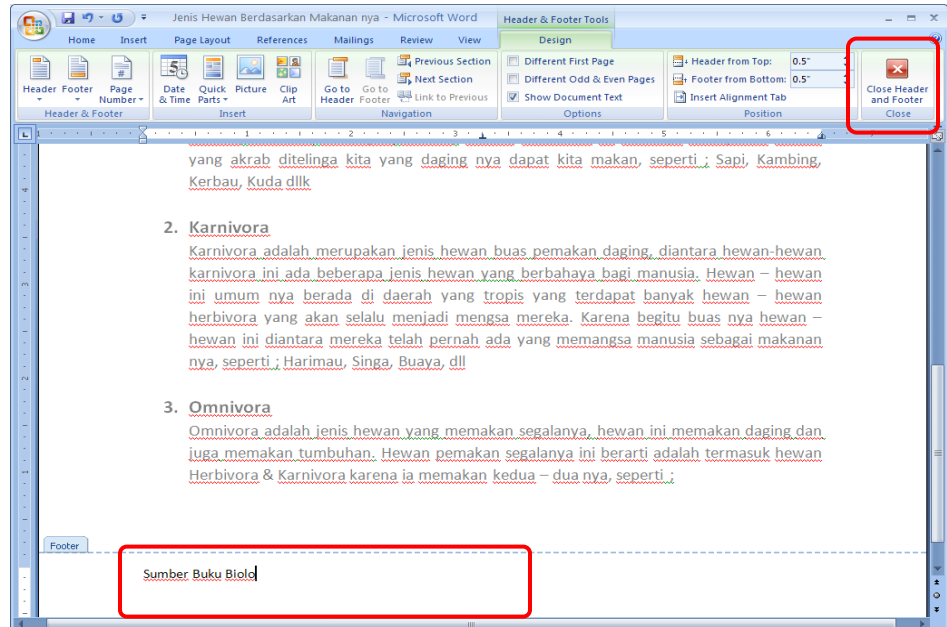 Jenis Hewan Berdasarkan Makanan nya - Microsoft Word
Header & Footer Tools
Home Insert Page Layout References Mailings Review View Design
Header Footer Page Number
Header & Footer
Date & Time Quick Parts Picture Clip Art
Insert
Go to Header Go to Footer Previous Section Next Section Link to Previous
Navigation
Different First Page
Different Odd & Even Pages
Show Document Text
Options
Header from Top: 0.5"
Footer from Bottom: 0.5"
Insert Alignment Tab
Position
Close Header and Footer
Close
1 2 3 4 5 6
yang akrab ditelinga kita yang daging nya dapat kita makan, seperti ; Sapi, Kambing,
Kerbau, Kuda dllk
2. Karnivora
Karnivora adalah merupakan jenis hewan buas pemakan daging, diantara hewan-hewan
karnivora ini ada beberapa jenis hewan yang berbahaya bagi manusia. Hewan – hewan
ini umum nya berada di daerah yang tropis yang terdapat banyak hewan – hewan
herbivora yang akan selalu menjadi mengsa mereka. Karena begitu buas nya hewan –
hewan ini diantara mereka telah pernah ada yang memangsa manusia sebagai makanan
nya, seperti ; Harimau, Singa, Buaya, dll
3. Omnivora
Omnivora adalah jenis hewan yang memakan segalanya, hewan ini memakan daging dan
juga memakan tumbuhan. Hewan pemakan segalanya ini berarti adalah termasuk hewan
Herbivora & Karnivora karena ia memakan kedua – dua nya, seperti ;
Footer
Sumber Buku Biolo